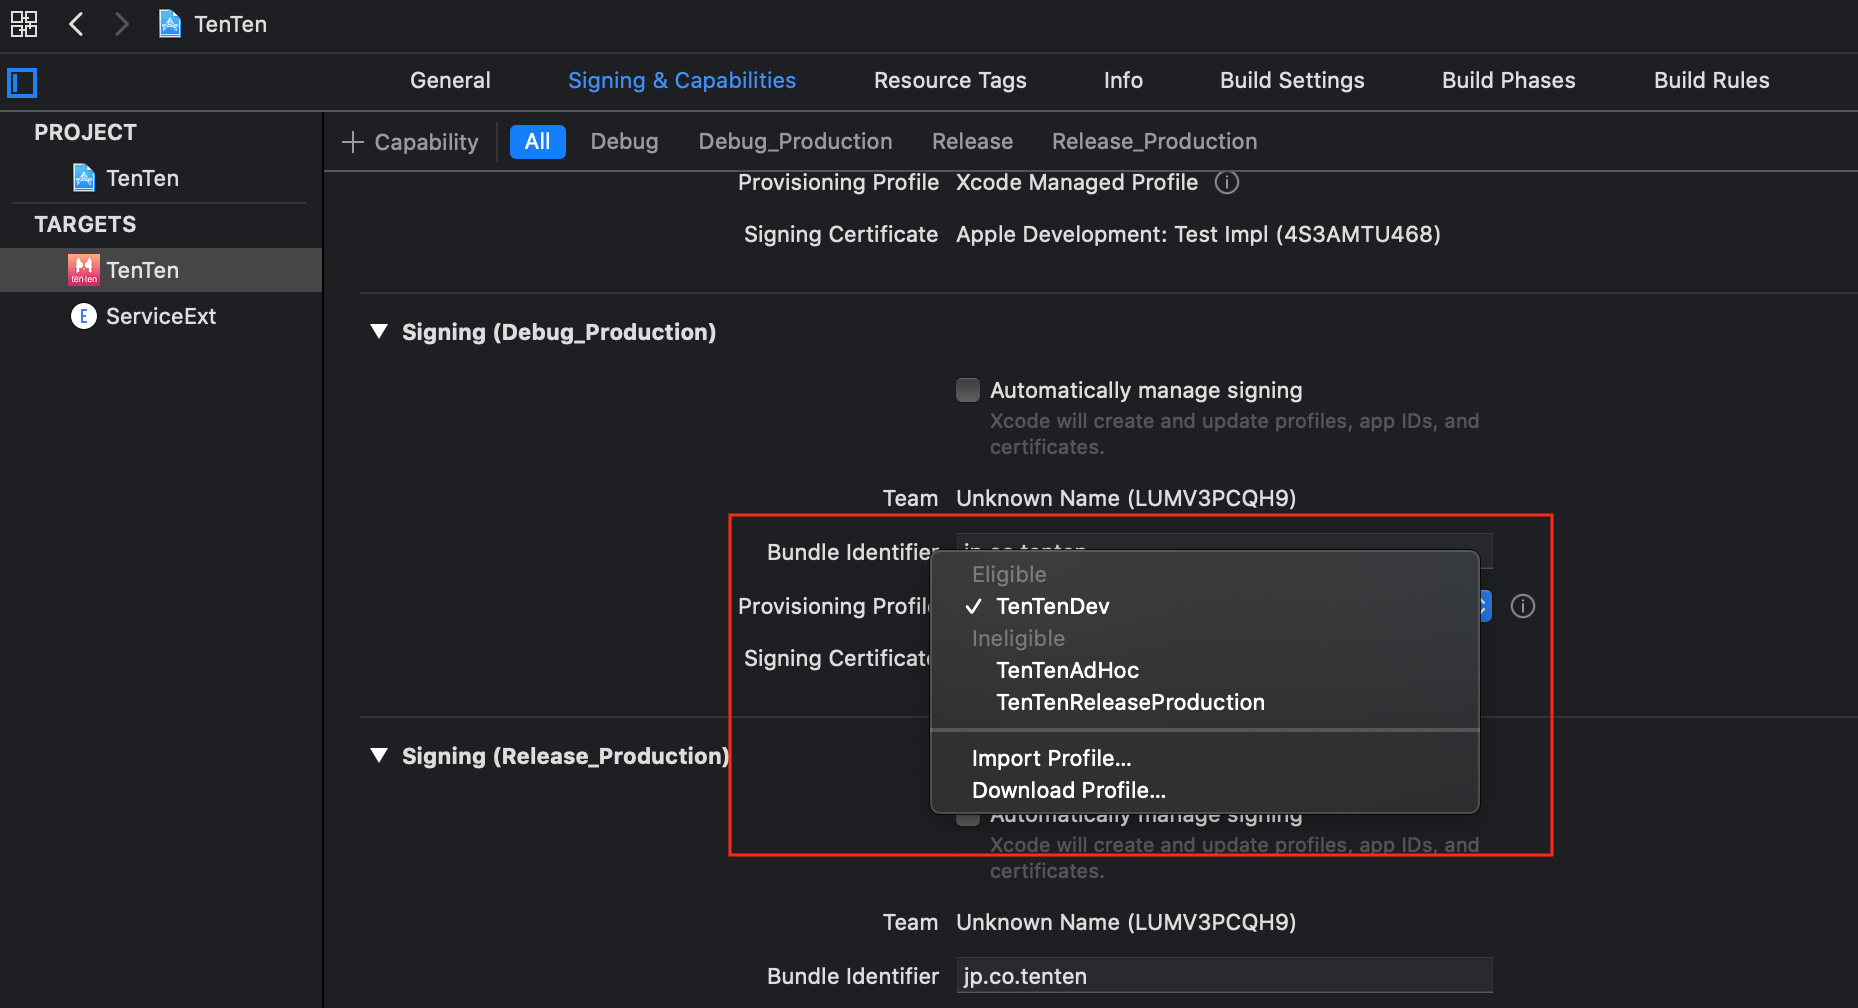 TenTen
General Signing & Capabilities Resource Tags Info Build Settings Build Phases Build Rules
PROJECT
TenTen
TARGETS
TenTen
ServiceExt
Capability All Debug Debug_Production Release Release_Production
Provisioning Profile Xcode Managed Profile
Signing Certificate Apple Development: Test Impl (4S3AMTU468)
Signing (Debug_Production)
Automatically manage signing
Xcode will create and update profiles, app IDs, and
certificates.
Team Unknown Name (LUMV3PCQH9)
Bundle Identifier jp.co.tenten
Eligible
Provisioning Profile ✓ TenTenDev
Ineligible
Signing Certificate
TenTenAdHoc
TenTenReleaseProduction
Import Profile...
Download Profile...
Signing (Release_Production)
Automatically manage signing
Xcode will create and update profiles, app IDs, and
certificates.
Team Unknown Name (LUMV3PCQH9)
Bundle Identifier jp.co.tenten